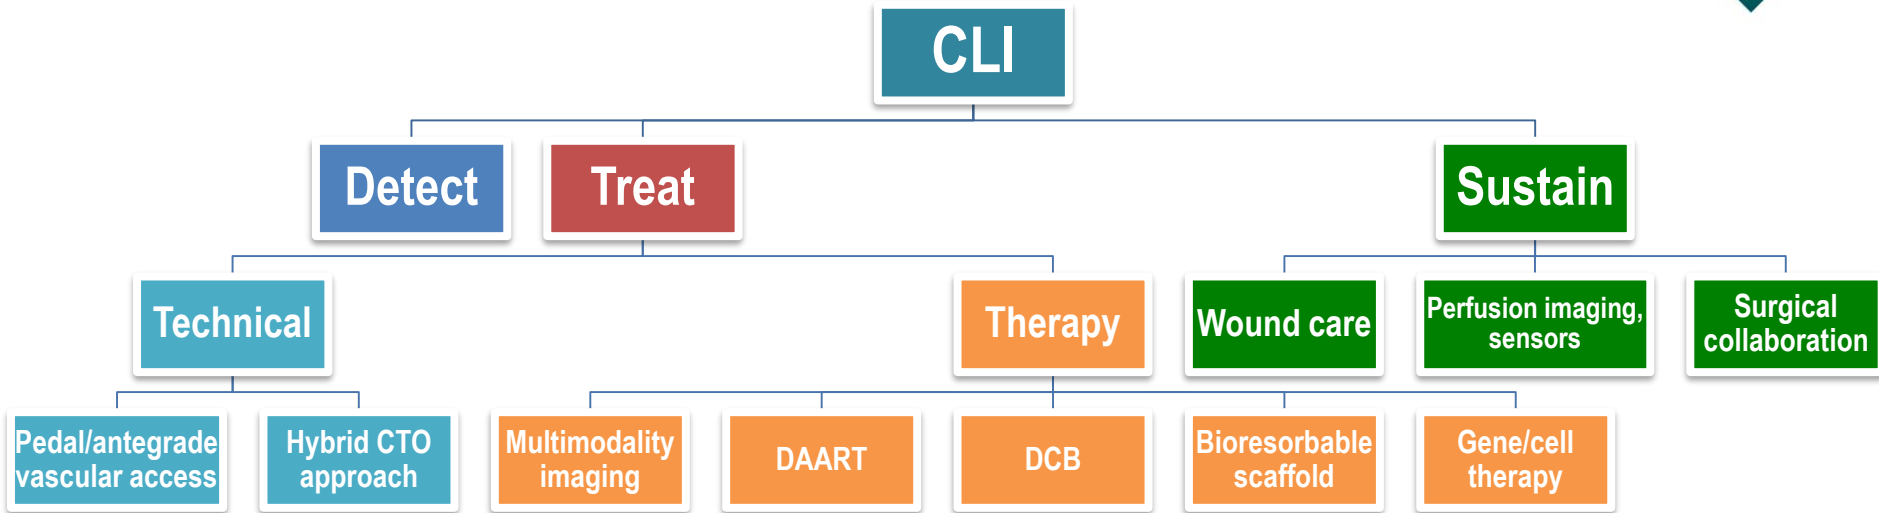 CLI
Detect
Treat
Sustain
Technical
Therapy
Wound care
Perfusion imaging,
sensors
Surgical
collaboration
Pedal/antegrade
vascular access
Hybrid CTO
approach
Multimodality
imaging
DAART
DCB
Bioresorbable
scaffold
Gene/cell
therapy